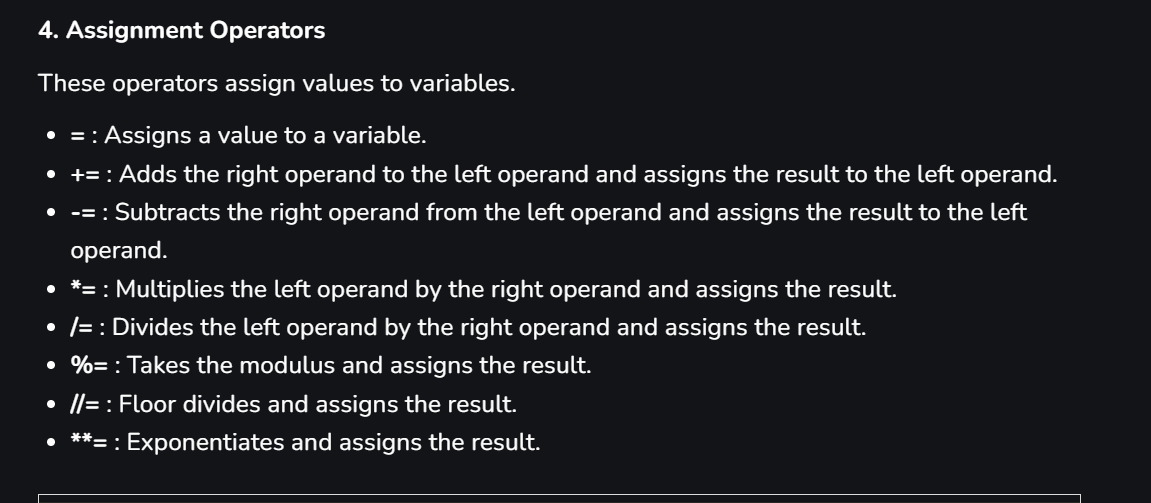 4. Assignment Operators
These operators assign values to variables.
• = : Assigns a value to a variable.
• += : Adds the right operand to the left operand and assigns the result to the left operand.
• -= : Subtracts the right operand from the left operand and assigns the result to the left
operand.
• *= : Multiplies the left operand by the right operand and assigns the result.
• /= : Divides the left operand by the right operand and assigns the result.
• %= : Takes the modulus and assigns the result.
• //= : Floor divides and assigns the result.
• **= : Exponentiates and assigns the result.